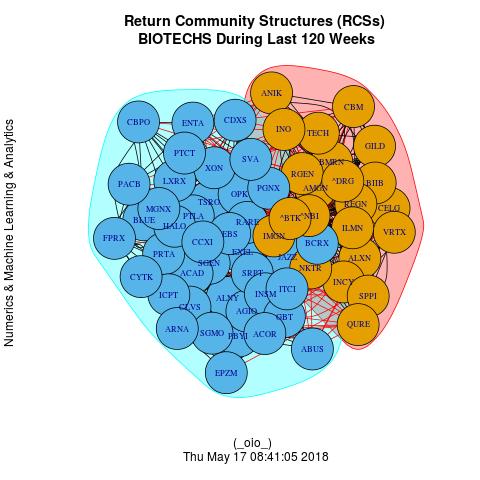 Return Community Structures (RCSs)
BIOTECHS During Last 120 Weeks
Numerics & Machine Learning & Analytics
ANIK
CBM
CBPO
ENTA
CDXS
INO
TECH
GILD
PTCT
SVA
BMRN
XON
RGEN
^DRG
BIIB
PACB
LXRX
PGNX
AMGN
OPK
TSRO
REGN
CELG
MGNX
PTLA
^BTK
^NBI
BLUE
HALO
RARE
ILMN
VRTX
FPRX
EBS
IMGN
CCXI
BCRX
PRTA
EXEL
JAZZ
ALXN
SGEN
NKTR
CYTK
ACAD
SRPT
INCY
ITCI
ICPT
ALNY
INSM
SPPI
CLVS
AGIO
GBT
ARNA
QURE
SGMO
PBYI
ACOR
ABUS
EPZM
(_oio_)
Thu May 17 08:41:05 2018